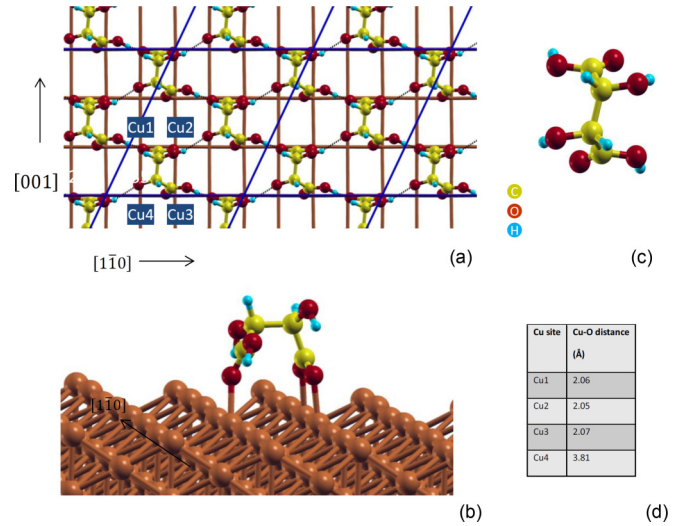 Cu1 Cu2
[001]
Cu4 Cu3
[11̅0]
(a)
C
O
H
(c)
[11̅0]
(b)
Cu site Cu-O distance
(Å)
Cu1 2.06
Cu2 2.05
Cu3 2.07
Cu4 3.81
(d)